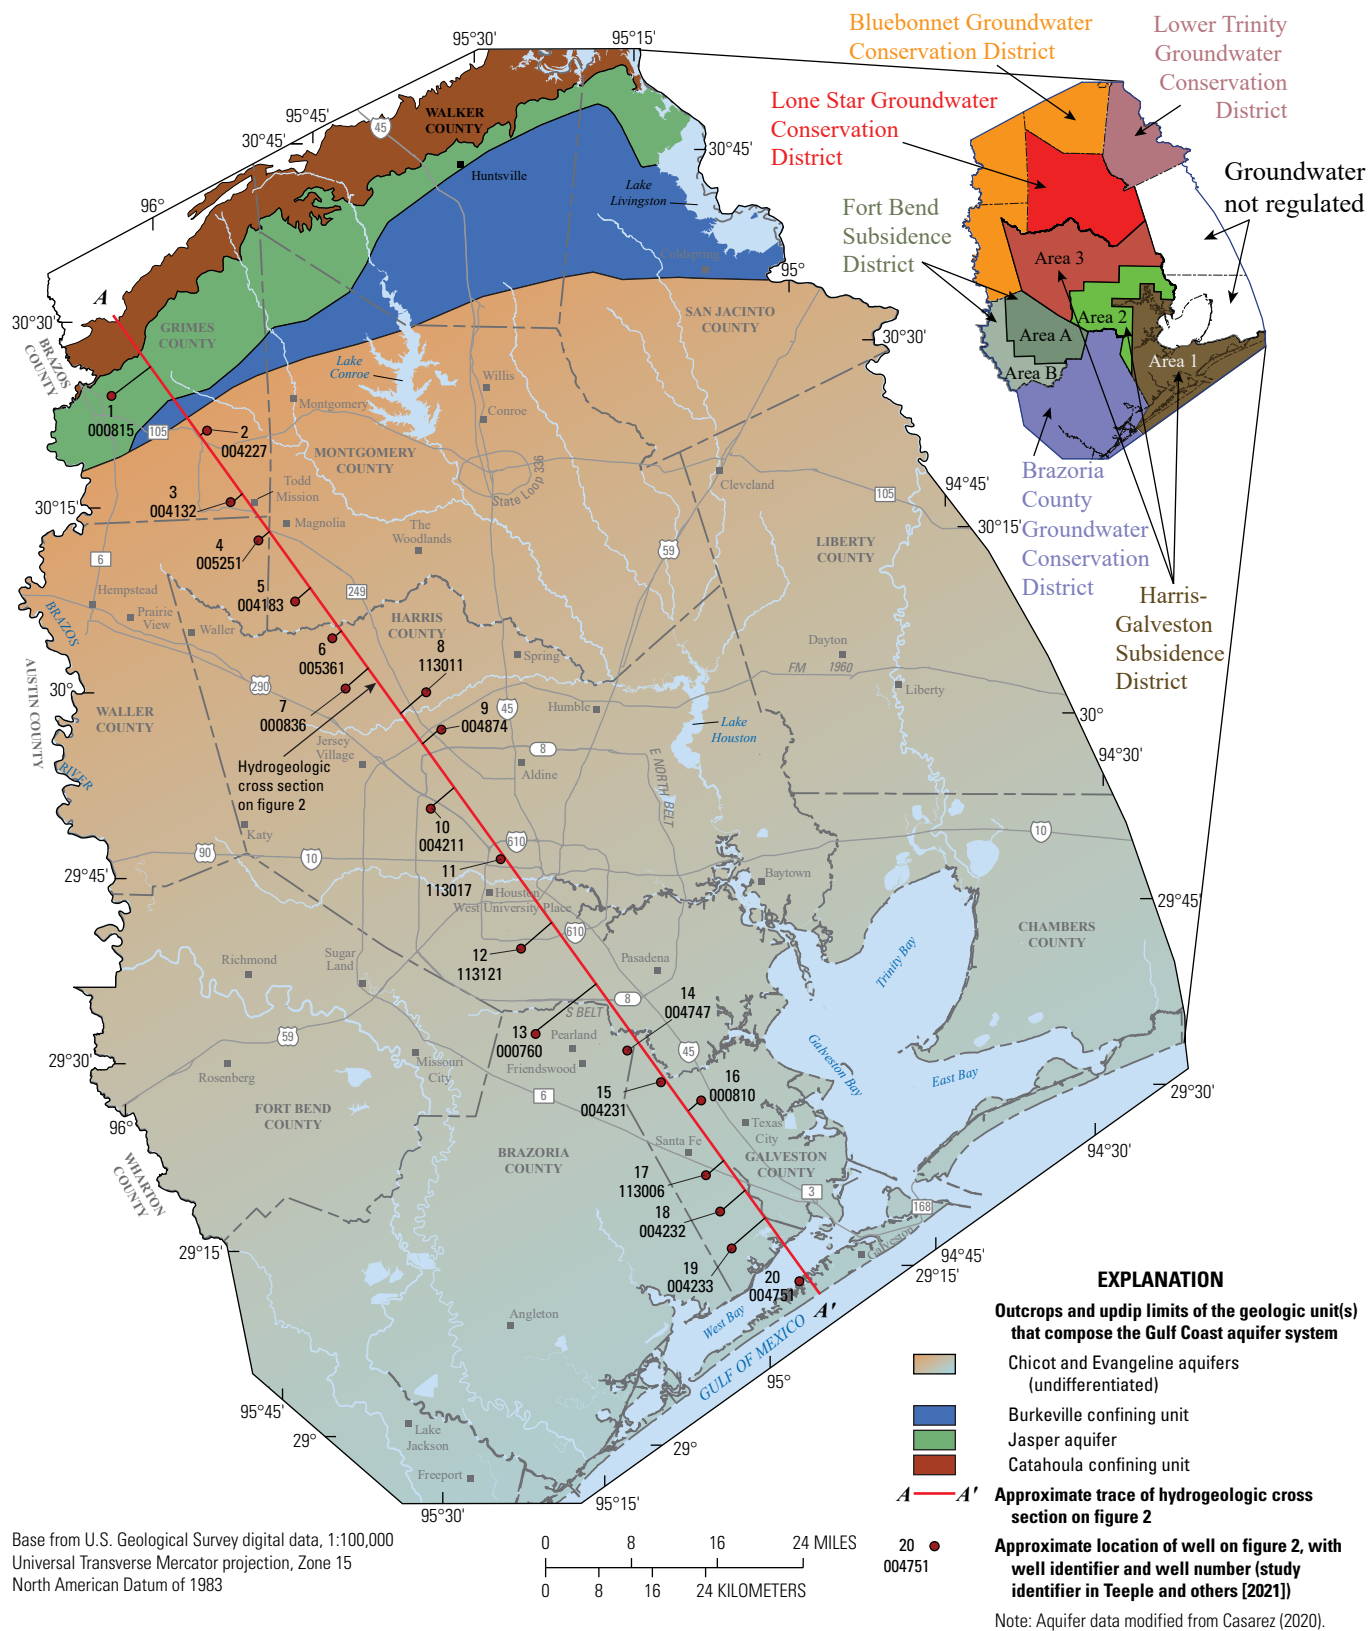 95°30'
95°15'
95°45'
30°45'
96°
30°30'
30°15'
30°
29°45'
29°30'
96°
29°15'
95°45'
29°
95°30'
95°15'
29°
95°
29°15'
94°45'
94°30'
29°30'
29°45'
94°30'
30°
30°15'
94°45'
30°30'
95°
30°45'
WALKER
COUNTY
45
Huntsville
Lake
Livingston
Coldspring
A
GRIMES
COUNTY
BRAZOS
COUNTY
SAN JACINTO
COUNTY
Lake
Conroe
Willis
Conroe
Montgomery
MONTGOMERY
COUNTY
State Loop 336
Cleveland
105
1
000815
105
2
004227
3
004132
Todd
Mission
Magnolia
The
Woodlands
4
005251
59
LIBERTY
COUNTY
6
Hempstead
Prairie
View
Waller
5
004183
249
HARRIS
COUNTY
BRAZOS
RIVER
AUSTIN COUNTY
WALLER
COUNTY
6
005361
8
113011
Spring
Dayton
FM 1960
Liberty
290
7
000836
45
Humble
9
004874
Lake
Houston
Jersey
Village
8
Aldine
E NORTH BELT
Hydrogeologic
cross section
on figure 2
Katy
10
004211
90
10
610
10
11
113017
Houston
West University Place
Baytown
CHAMBERS
COUNTY
610
12
113121
Pasadena
Trinity Bay
Richmond
Sugar
Land
8
S BELT
14
004747
13
000760
Pearland
Friendswood
45
59
Rosenberg
Missouri
City
Galveston Bay
East Bay
6
15
004231
16
000810
FORT BEND
COUNTY
Texas
City
Santa Fe
BRAZORIA
COUNTY
GALVESTON
COUNTY
WHARTON
COUNTY
17
113006
3
168
18
004232
Galveston
19
004233
20
004751
A'
West Bay
GULF OF MEXICO
Angleton
Lake
Jackson
Freeport
Bluebonnet Groundwater
Conservation District
Lower Trinity
Groundwater
Conservation
District
Lone Star Groundwater
Conservation
District
Groundwater
not regulated
Fort Bend
Subsidence
District
Area 3
Area 2
Area A
Area B
Area 1
Brazoria
County
Groundwater
Conservation
District
Harris-
Galveston
Subsidence
District
EXPLANATION
Outcrops and updip limits of the geologic unit(s)
that compose the Gulf Coast aquifer system
Chicot and Evangeline aquifers
(undifferentiated)
Burkeville confining unit
Jasper aquifer
Catahoula confining unit
A A' Approximate trace of hydrogeologic cross
section on figure 2
20
004751
Approximate location of well on figure 2, with
well identifier and well number (study
identifier in Teeple and others [2021])
Note: Aquifer data modified from Casarez (2020).
Base from U.S. Geological Survey digital data, 1:100,000
Universal Transverse Mercator projection, Zone 15
North American Datum of 1983
0 8 16 24 MILES
0 8 16 24 KILOMETERS